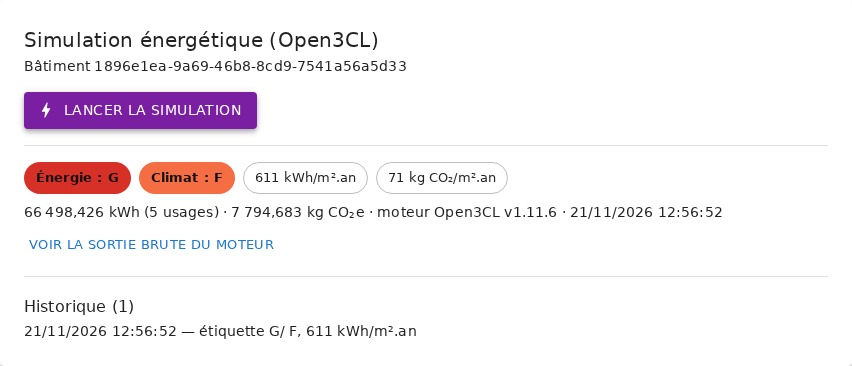 Simulation énergétique (Open3CL)
Bâtiment 1896e1ea-9a69-46b8-8cd9-7541a56a5d33
LANCER LA SIMULATION
Énergie : G Climat : F 611 kWh/m².an 71 kg CO₂/m².an
66 498,426 kWh (5 usages) · 7 794,683 kg CO₂e · moteur Open3CL v1.11.6 · 21/11/2026 12:56:52
VOIR LA SORTIE BRUTE DU MOTEUR
Historique (1)
21/11/2026 12:56:52 — étiquette G/ F, 611 kWh/m².an